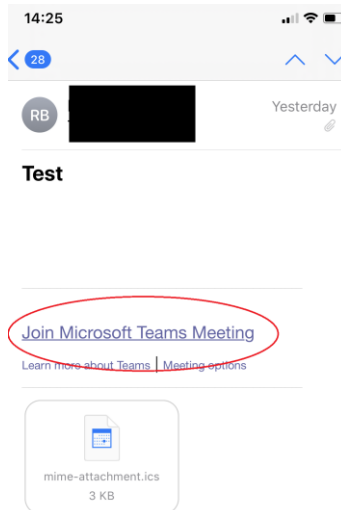 14:25
28
RB
Yesterday
Test
Join Microsoft Teams Meeting
Learn more about Teams | Meeting options
mime-attachment.ics
3 KB